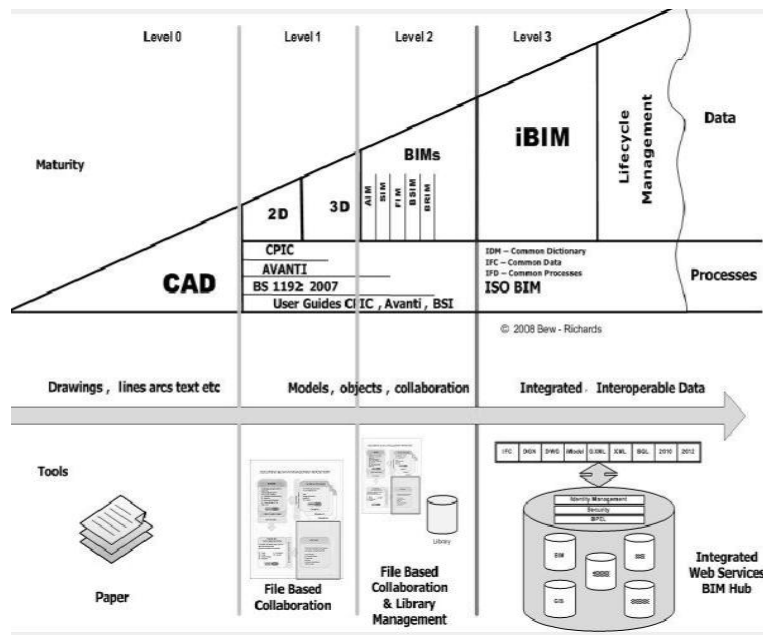 Level 0
Level 1
Level 2
Level 3
Maturity
Data
Processes
CAD
2D
3D
BIMs
AIM
SIM
FIM
BSIM
BRIM
iBIM
Lifecycle
Management
CPIC
AVANTI
BS 1192: 2007
User Guides CPIC , Avanti , BSI
IDM – Common Dictionary
IFC – Common Data
IFD – Common Processes
ISO BIM
© 2008 Bew - Richards
Drawings , lines arcs text etc
Models, objects , collaboration
Integrated , Interoperable Data
Tools
Paper
File Based
Collaboration
Library
File Based
Collaboration
& Library
Management
IFC
DGN
DWG
iModel
XML
SQL
2010
2012
Identity Management
Security
BPEL
BIM
GIS
Integrated
Web Services
BIM Hub